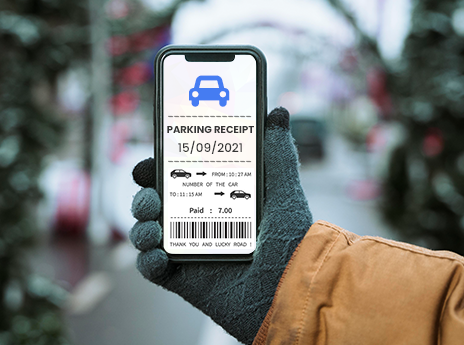 PARKING RECEIPT
15/09/2021
FROM : 10 : 27 AM
NUMBER OF THE CAR
TO : 11 : 15 AM
Paid : 7.00
THANK YOU AND LUCKY ROAD !